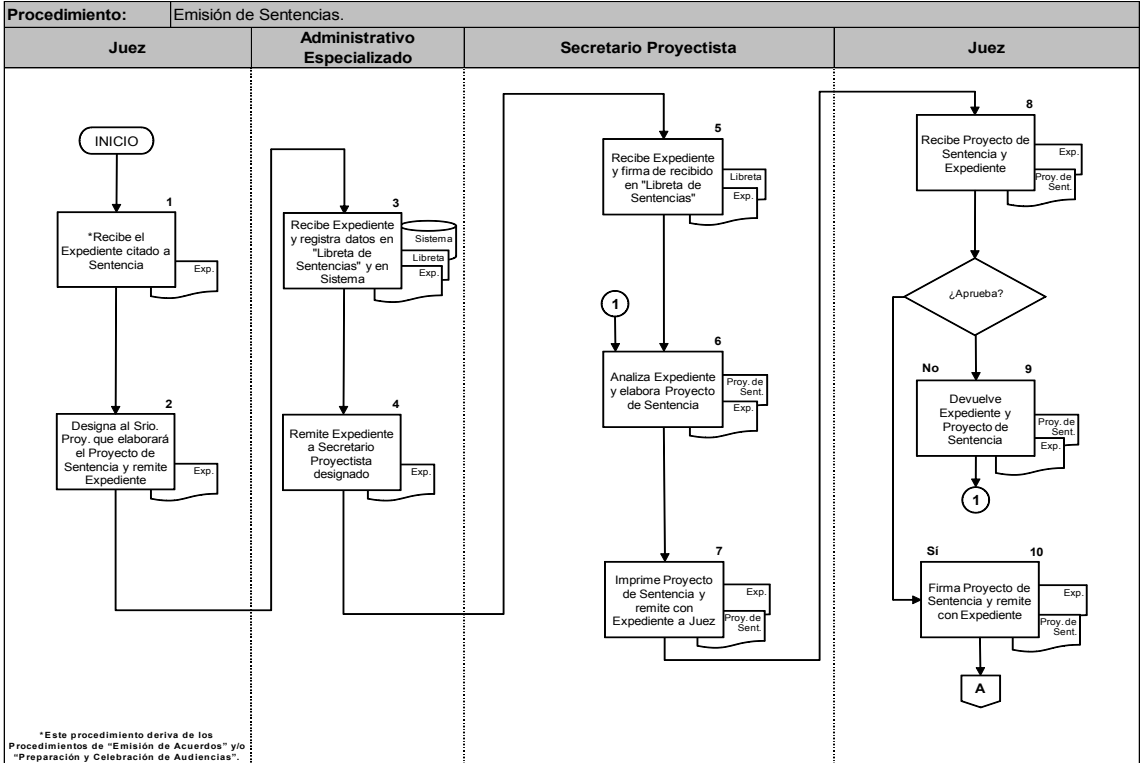 Procedimiento: Emisión de Sentencias.
Juez
Administrativo
Especializado
Secretario Proyectista
Juez
INICIO
1
*Recibe el
Expediente citado a
Sentencia
Exp.
2
Designa al Srio.
Proy. que elaborará
el Proyecto de
Sentencia y remite
Expediente
Exp.
3
Recibe Expediente
y registra datos en
"Libreta de
Sentencias" y en
Sistema
Sistema
Libreta
Exp.
4
Remite Expediente
a Secretario
Proyectista
designado
Exp.
5
Recibe Expediente
y firma de recibido
en "Libreta de
Sentencias"
Libreta
Exp.
1
6
Analiza Expediente
y elabora Proyecto
de Sentencia
Proy. de
Sent.
Exp.
7
Imprime Proyecto
de Sentencia y
remite con
Expediente a Juez
Exp.
Proy. de
Sent.
8
Recibe Proyecto de
Sentencia y
Expediente
Exp.
Proy. de
Sent.
¿Aprueba?
No
9
Devuelve
Expediente y
Proyecto de
Sentencia
Proy. de
Sent.
Exp.
1
Sí
10
Firma Proyecto de
Sentencia y remite
con Expediente
Exp.
Proy. de
Sent.
A
*Este procedimiento deriva de los
Procedimientos de “Emisión de Acuerdos” y/o
“Preparación y Celebración de Audiencias”.